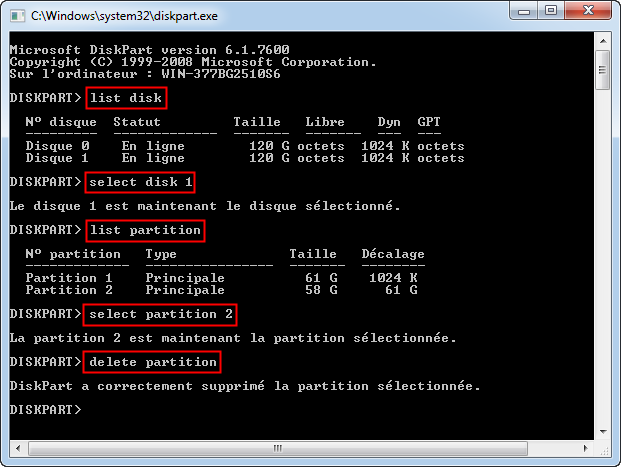 C:\Windows\system32\diskpart.exe
Microsoft DiskPart version 6.1.7600
Copyright (C) 1999-2008 Microsoft Corporation.
Sur l'ordinateur : WIN-377BG2510S6
DISKPART> list disk
Nº disque Statut Taille Libre Dyn GPT
Disque 0 En ligne 120 G octets 1024 K octets
Disque 1 En ligne 120 G octets 1024 K octets
DISKPART> select disk 1
Le disque 1 est maintenant le disque sélectionné.
DISKPART> list partition
Nº partition Type Taille Décalage
Partition 1 Principale 61 G 1024 K
Partition 2 Principale 58 G 61 G
DISKPART> select partition 2
La partition 2 est maintenant la partition sélectionnée.
DISKPART> delete partition
DiskPart a correctement supprimé la partition sélectionnée.
DISKPART>